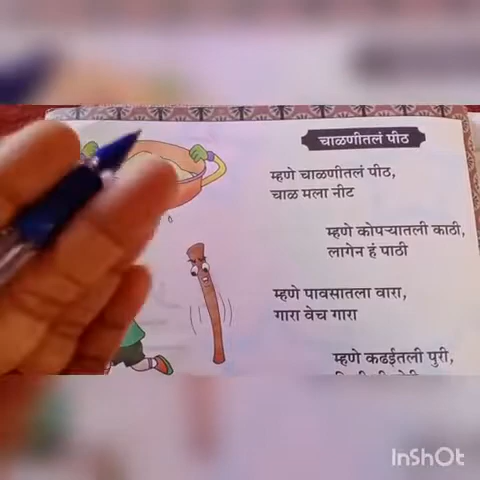 चाळणीतलं पीठ
म्हणे चाळणीतलं पीठ,
चाळ मला नीट
म्हणे कोपऱ्यातली काठी,
लागेन हं पाठी
म्हणे पावसातला वारा,
गारा वेच गारा
म्हणे कढईतली पुरी,
InShOt